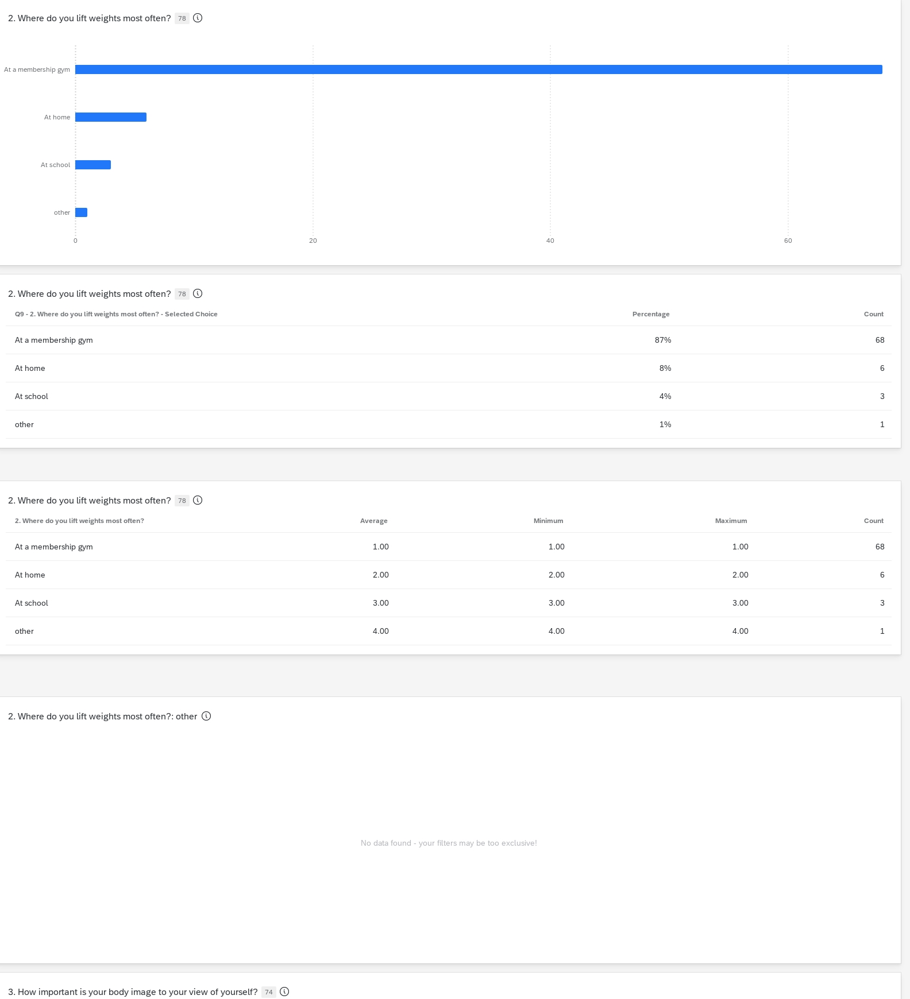 2. Where do you lift weights most often? 78
At a membership gym
At home
At school
other
0 20 40 60
2. Where do you lift weights most often? 78
Q9 - 2. Where do you lift weights most often? - Selected Choice Percentage Count
At a membership gym 87% 68
At home 8% 6
At school 4% 3
other 1% 1
2. Where do you lift weights most often? 78
2. Where do you lift weights most often? Average Minimum Maximum Count
At a membership gym 1.00 1.00 1.00 68
At home 2.00 2.00 2.00 6
At school 3.00 3.00 3.00 3
other 4.00 4.00 4.00 1
2. Where do you lift weights most often?: other
No data found - your filters may be too exclusive!
3. How important is your body image to your view of yourself? 74